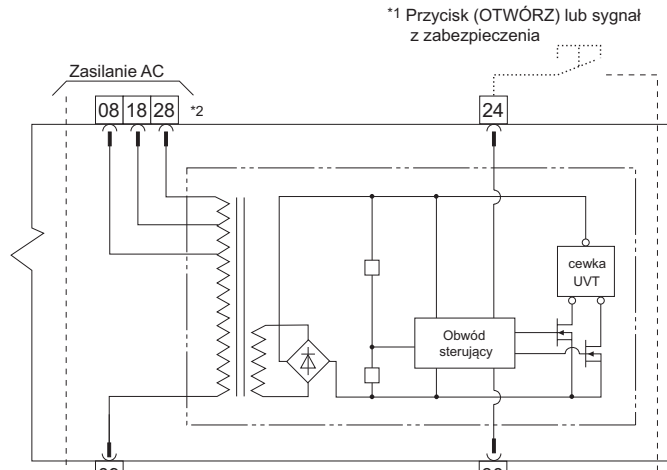 *1 Przycisk (OTWÓRZ) lub sygnał
z zabezpieczenia
Zasilanie AC
08 18 28 *2
24
cewka
UVT
Obwód
sterujący